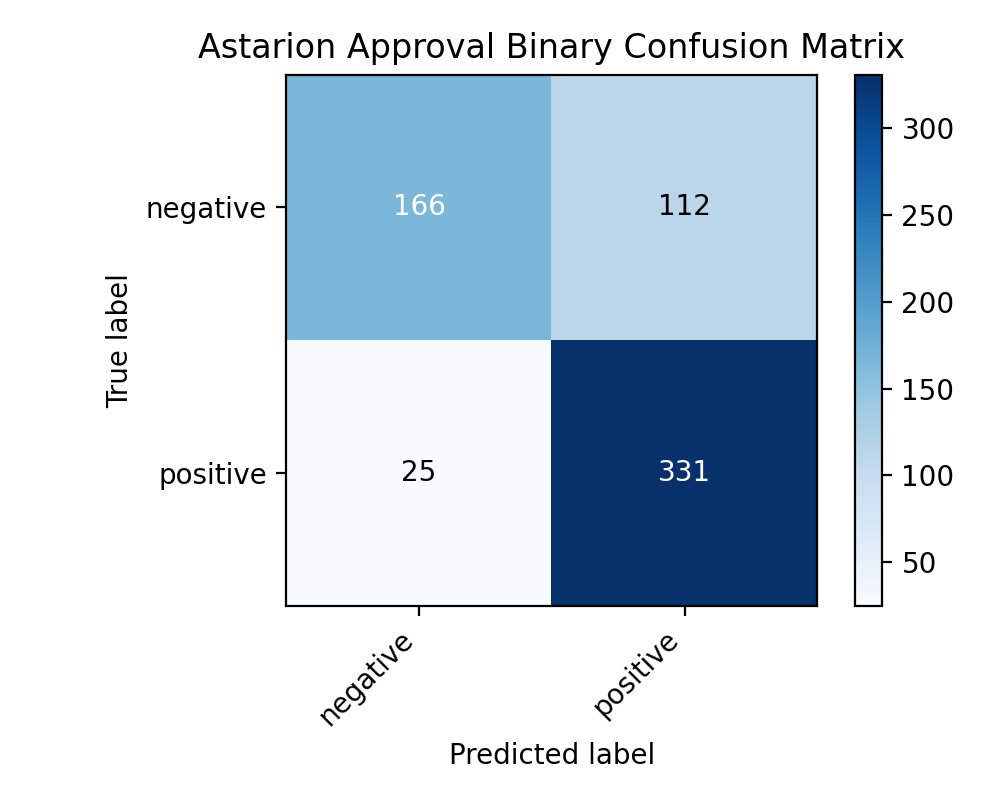 Astarion Approval Binary Confusion Matrix
True label
negative
166
112
positive
25
331
negative
positive
Predicted label
300
250
200
150
100
50